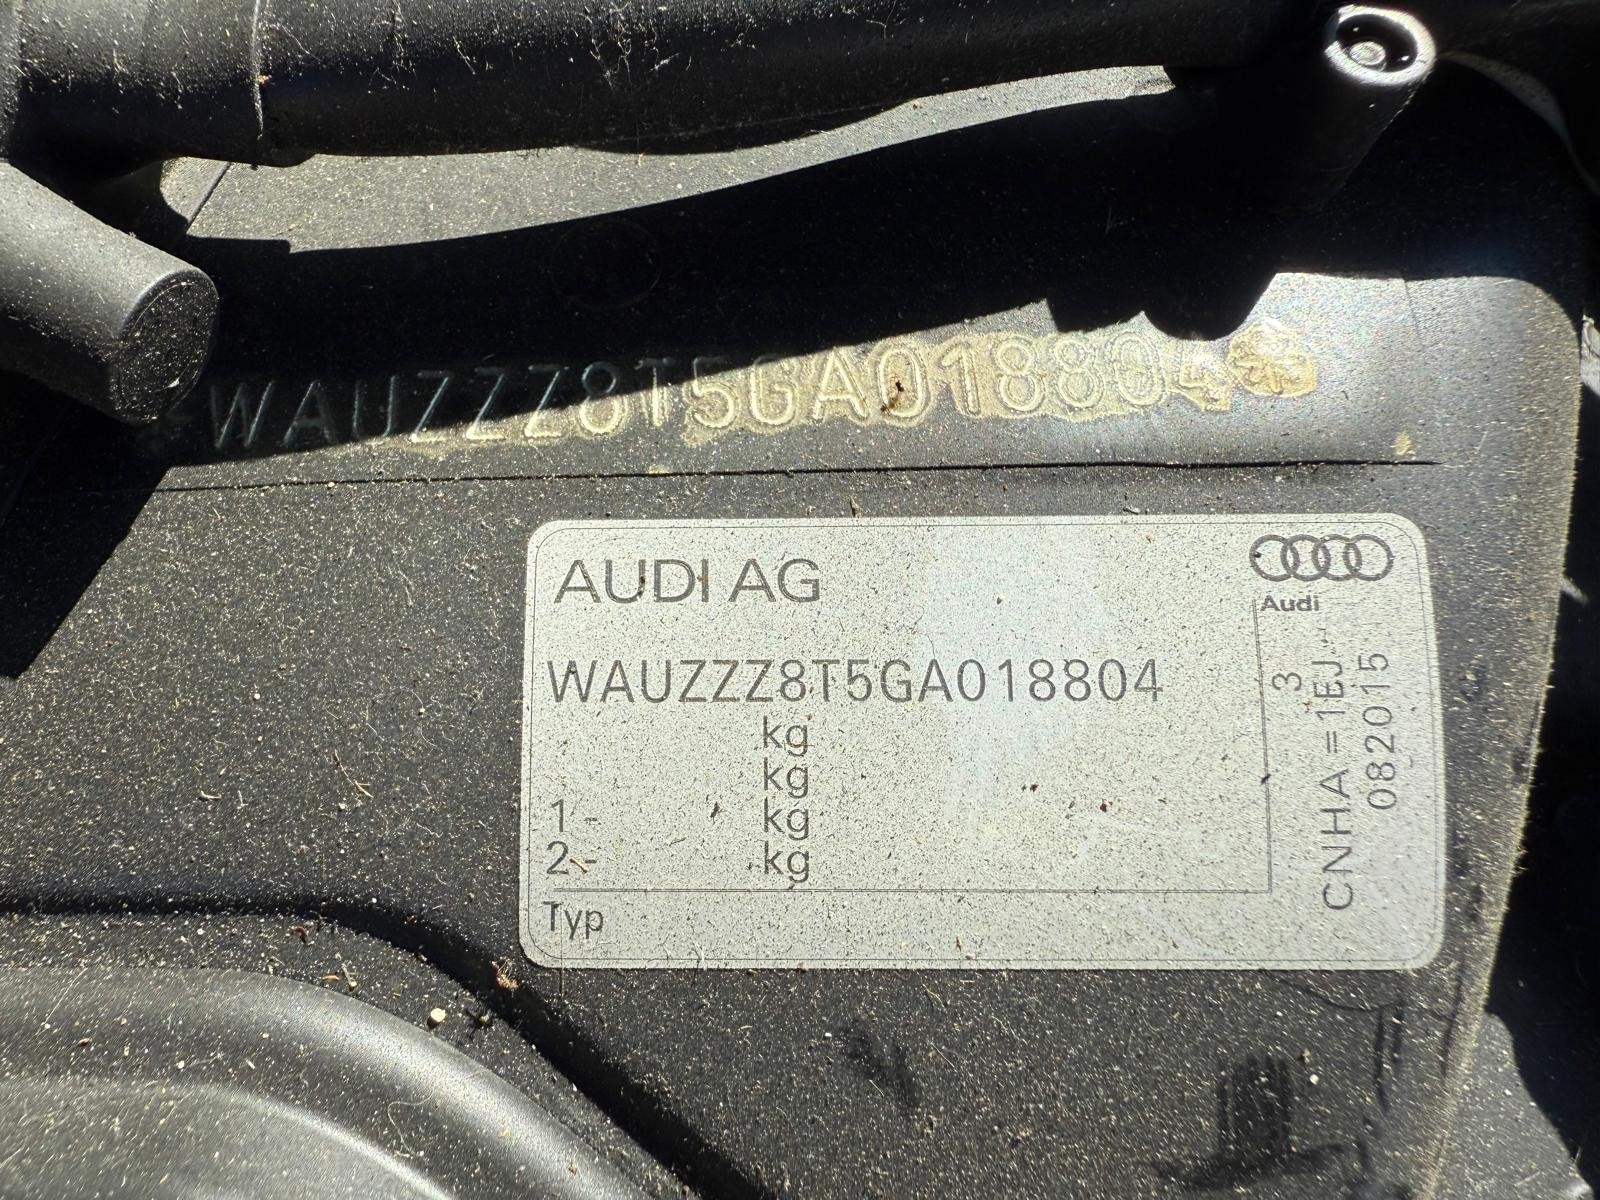 *WAUZZZ8T5GA018804*
AUDI AG
Audi
WAUZZZ8T5GA018804
kg
kg
1- kg
2- kg
Typ
3
CNHA=1EJ
082015